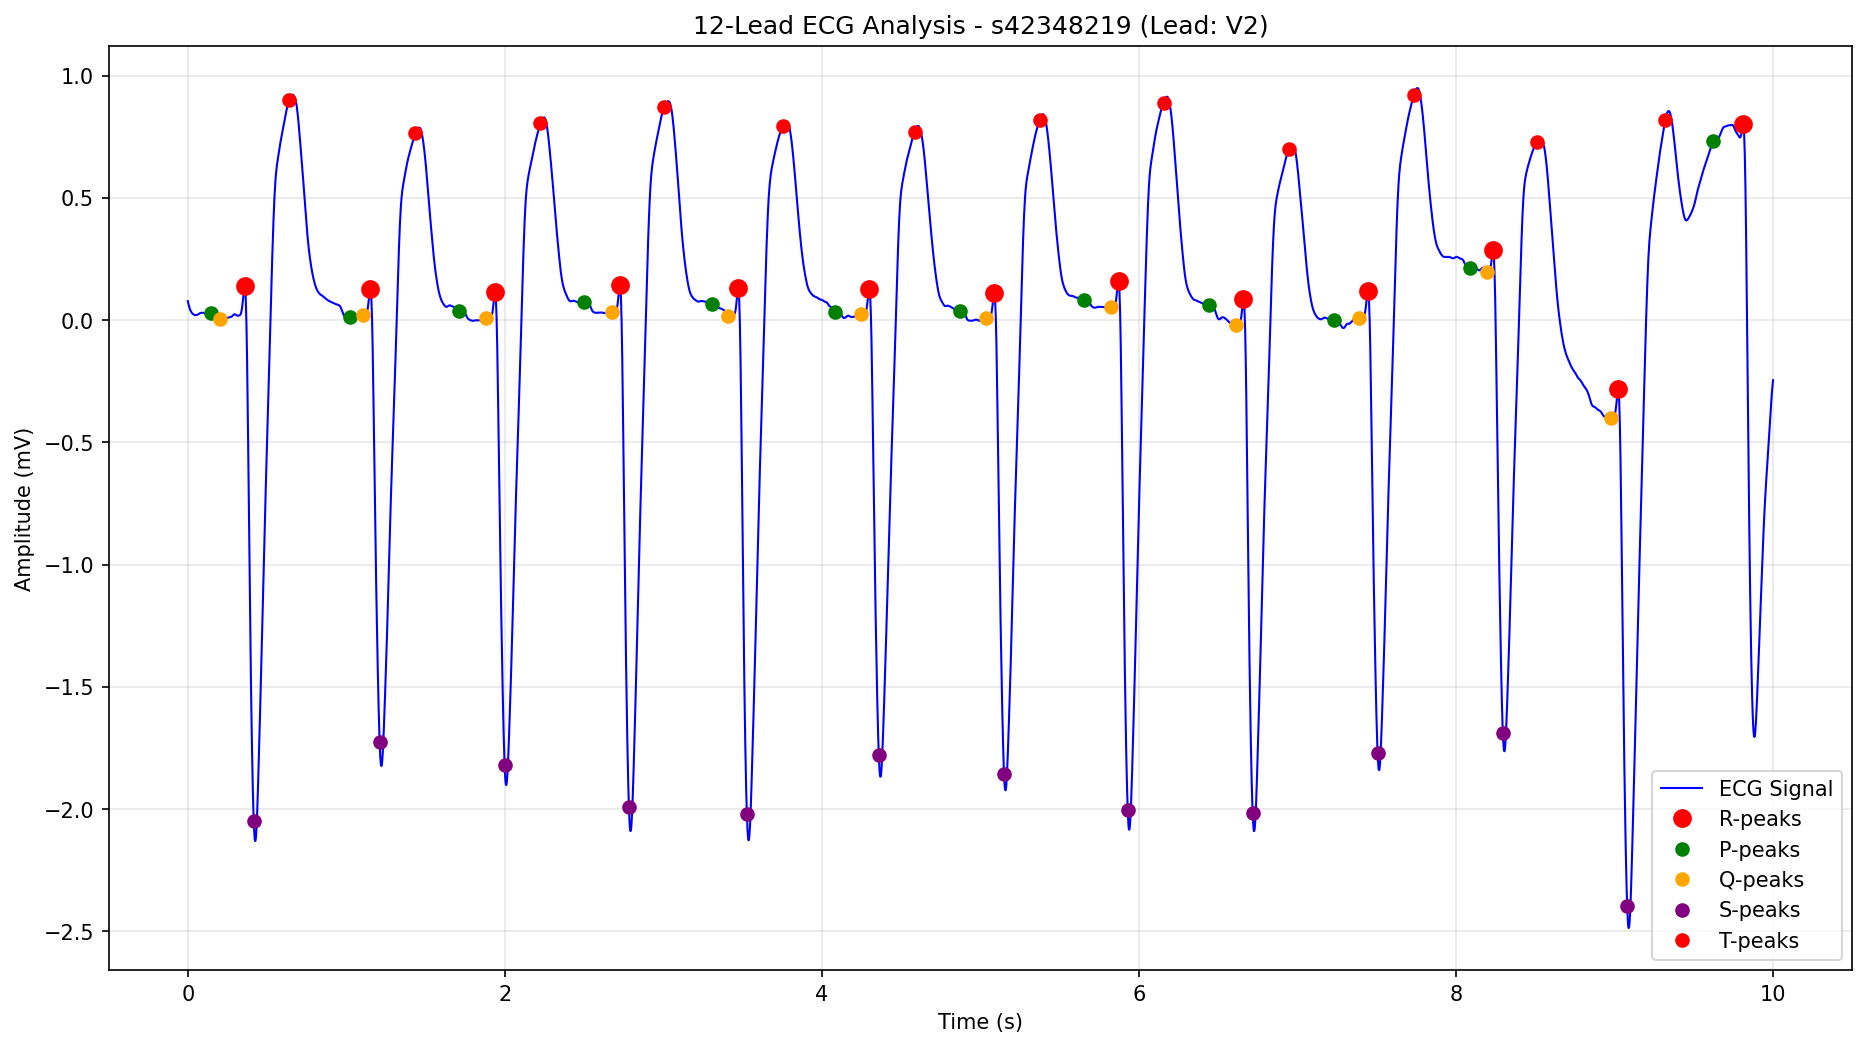 12-Lead ECG Analysis - s42348219 (Lead: V2)
Amplitude (mV)
1.0
0.5
0.0
−0.5
−1.0
−1.5
−2.0
−2.5
ECG Signal
R-peaks
P-peaks
Q-peaks
S-peaks
T-peaks
0 2 4 6 8 10
Time (s)